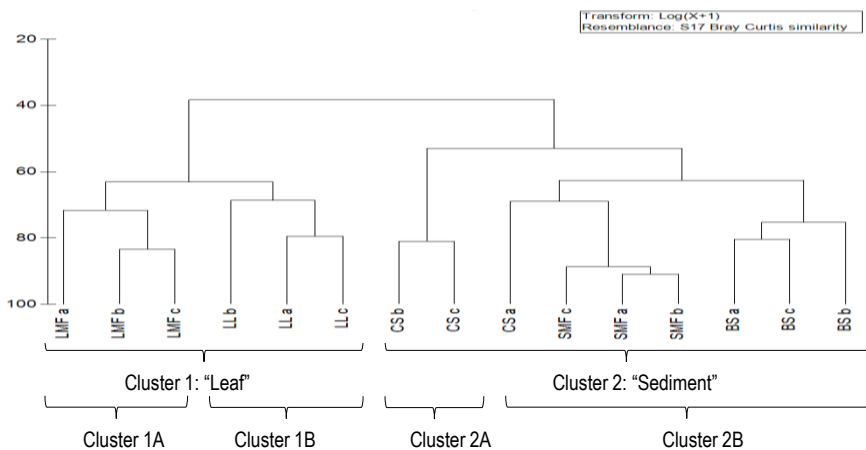 Transform: Log(X+1)
Resemblance: S17 Bray Curtis similarity
20
40
60
80
100
LMFa
LMFb
LMFc
LLb
LLa
LLc
CSb
CSc
CSa
SMFc
SMFa
SMFb
BSa
BSc
BSb
Cluster 1: “Leaf”
Cluster 2: “Sediment”
Cluster 1A
Cluster 1B
Cluster 2A
Cluster 2B